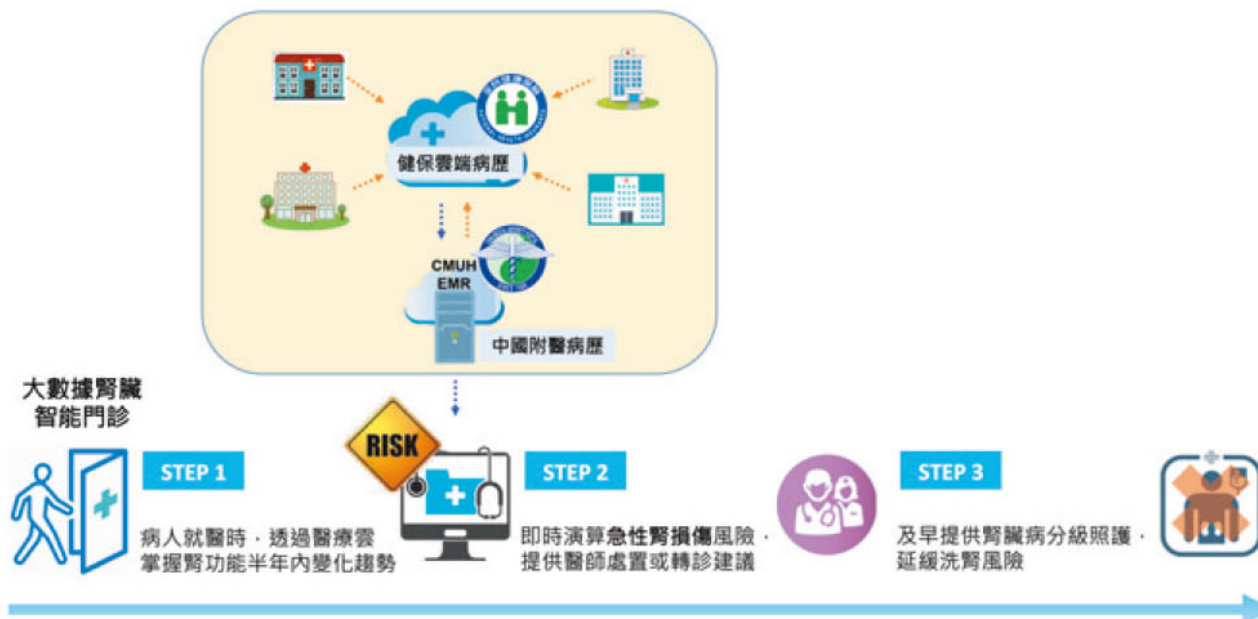 健保雲端病歷
CMUH
EMR
中國附醫病歷
大數據腎臟
智能門診
STEP 1
病人就醫時，透過醫療雲
掌握腎功能半年內變化趨勢
RISK
STEP 2
即時演算急性腎損傷風險，
提供醫師處置或轉診建議
STEP 3
及早提供腎臟病分級照護，
延緩洗腎風險